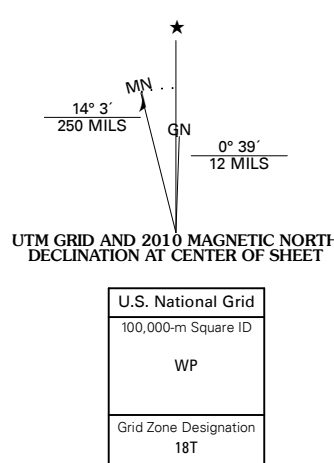 ★
MN
GN
14° 3´
250 MILS
0° 39´
12 MILS
UTM GRID AND 2010 MAGNETIC NORTH
DECLINATION AT CENTER OF SHEET
U.S. National Grid
100,000-m Square ID
WP
Grid Zone Designation
18T